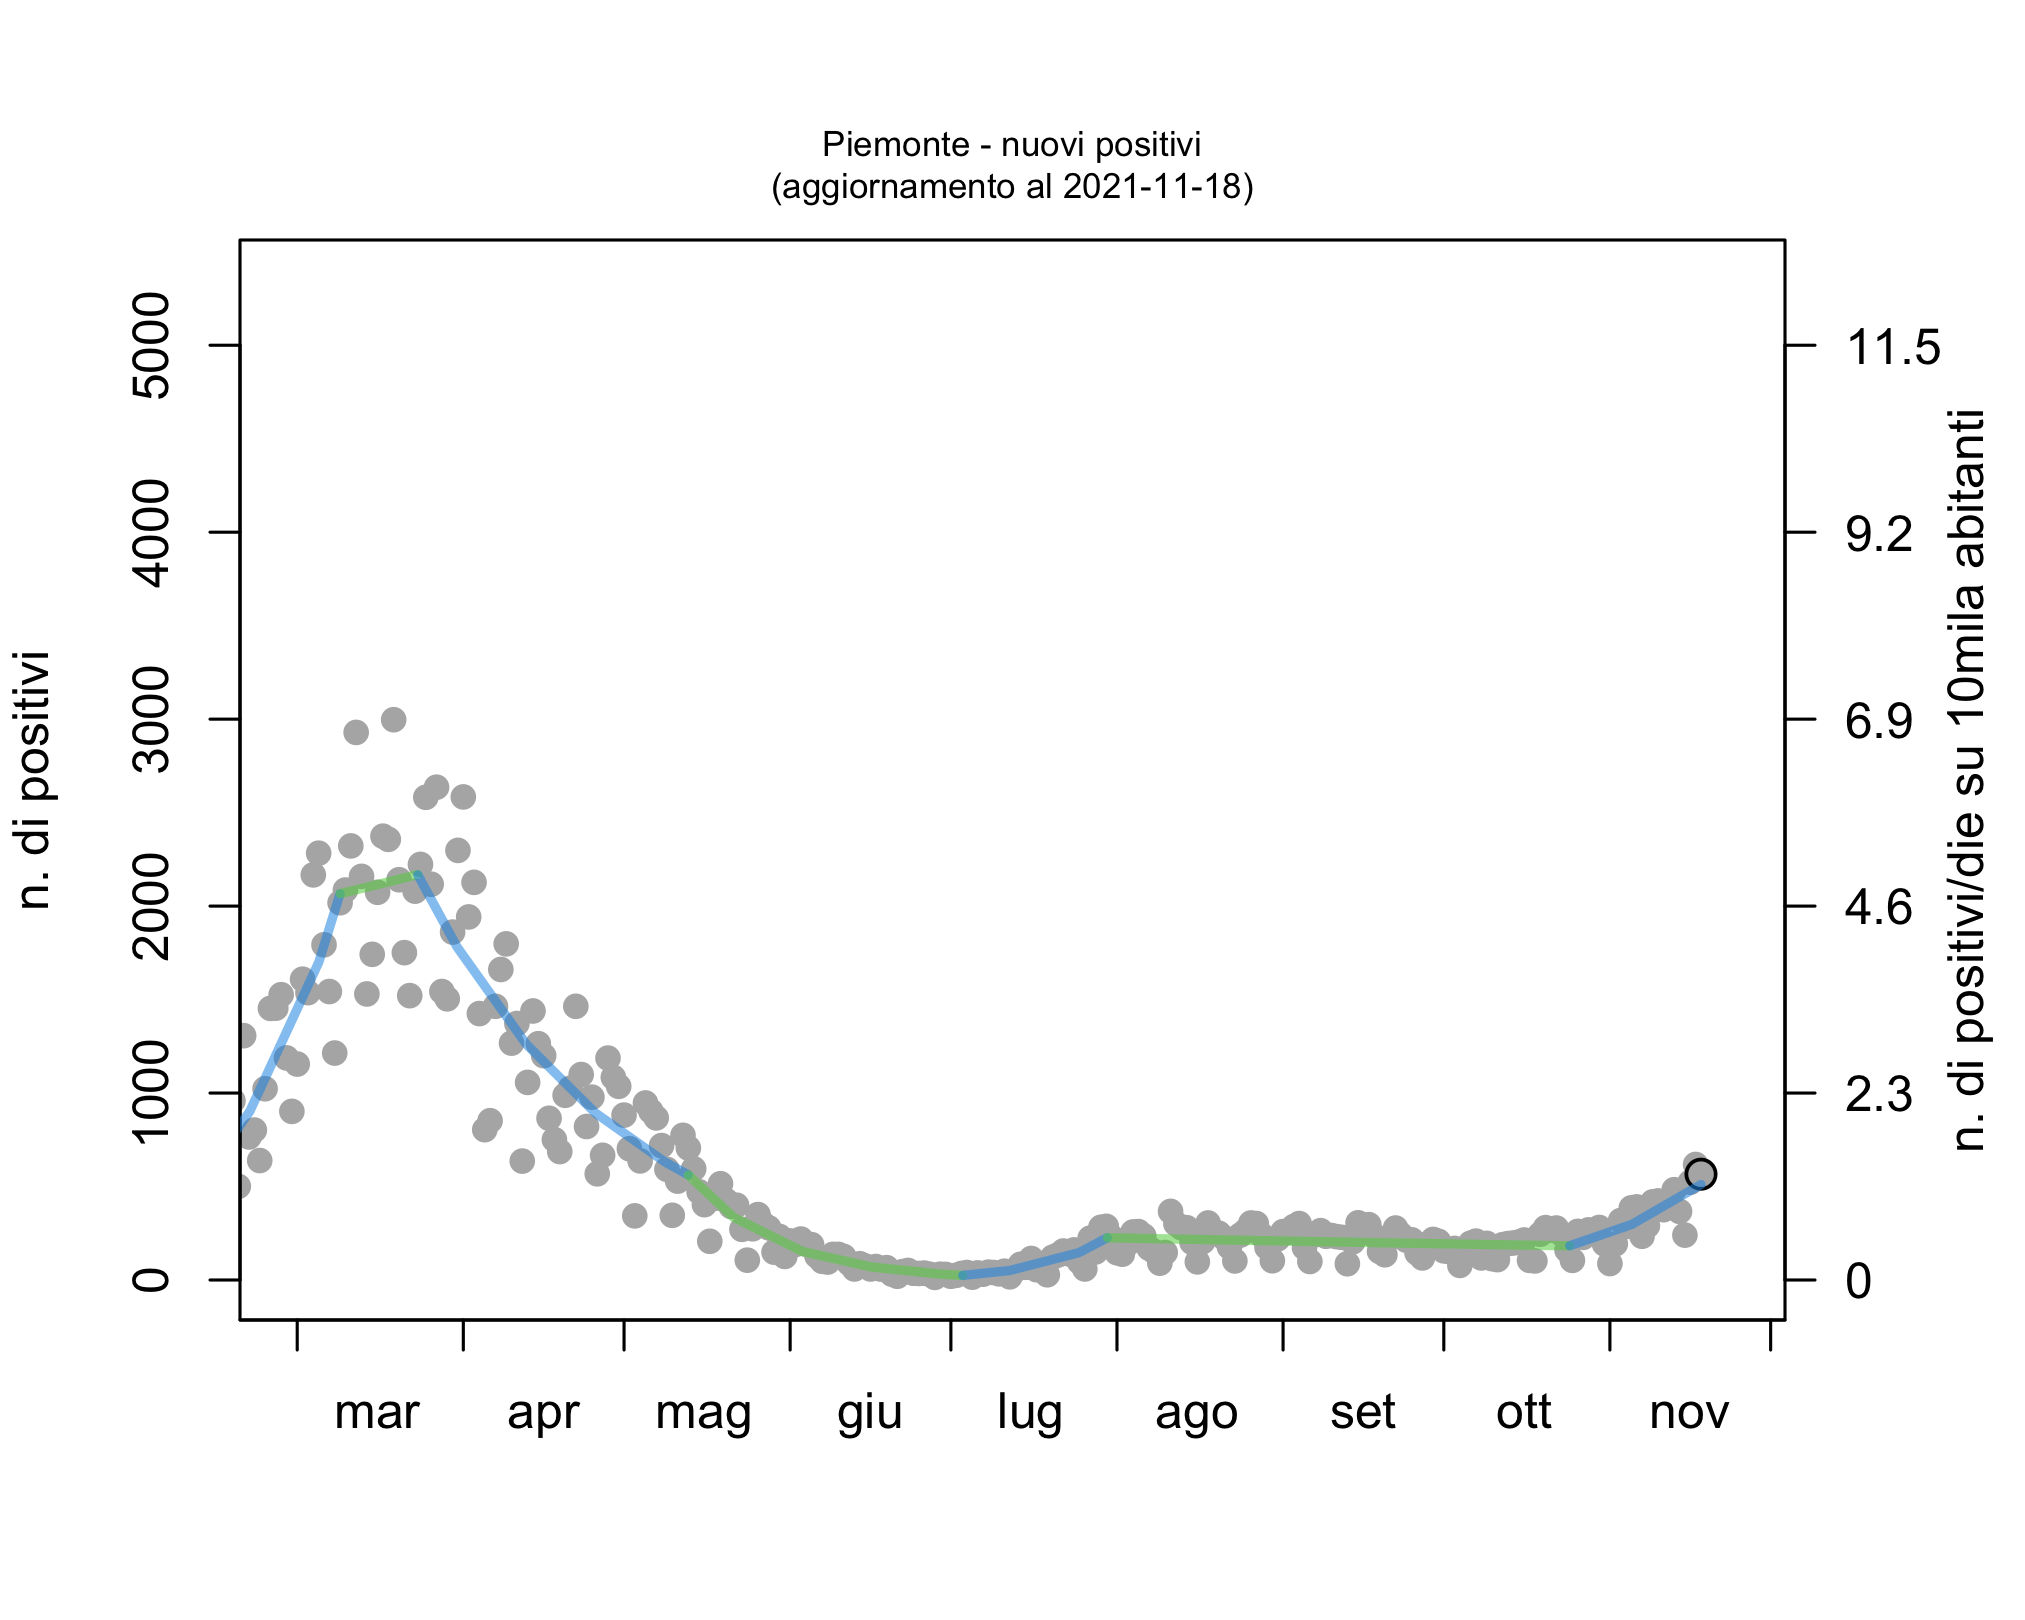 Piemonte - nuovi positivi
(aggiornamento al 2021-11-18)
n. di positivi
5000
4000
3000
2000
1000
0
11.5
9.2
6.9
4.6
2.3
0
n. di positivi/die su 10mila abitanti
mar apr mag giu lug ago set ott nov